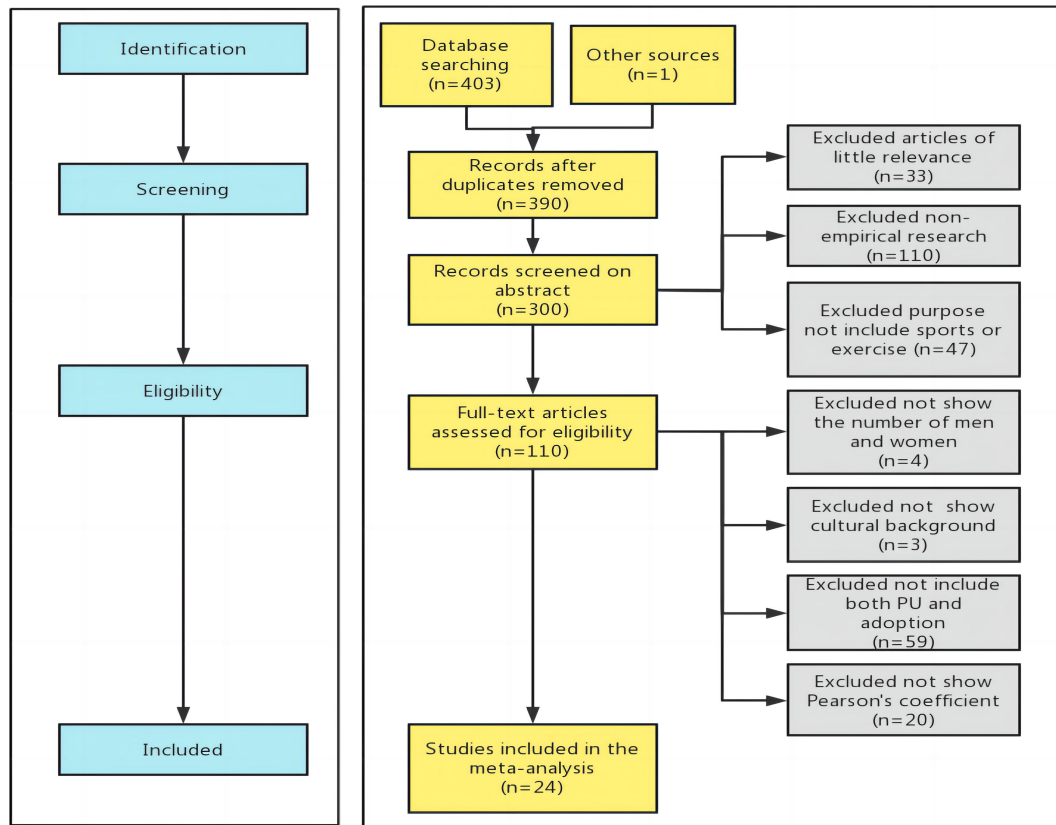 Identification
Screening
Eligibility
Included
Database
searching
(n=403)
Other sources
(n=1)
Records after
duplicates removed
(n=390)
Records screened on
abstract
(n=300)
Full-text articles
assessed for eligibility
(n=110)
Studies included in the
meta-analysis
(n=24)
Excluded articles of
little relevance
(n=33)
Excluded non-
empirical research
(n=110)
Excluded purpose
not include sports or
exercise (n=47)
Excluded not show
the number of men
and women
(n=4)
Excluded not  show
cultural background
(n=3)
Excluded not include
both PU and
adoption
(n=59)
Excluded not show
Pearson's coefficient
(n=20)